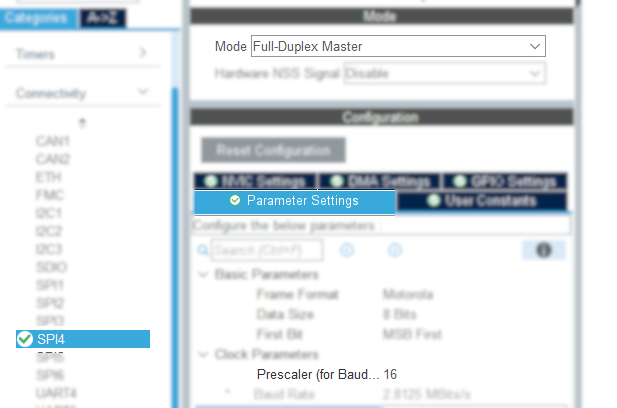 Categories A->Z
Mode
Mode Full-Duplex Master
Timers
Hardware NSS Signal Disable
Connectivity
Configuration
Reset Configuration
CAN1
CAN2
ETH
FMC
I2C1
I2C2
I2C3
SDIO
SPI1
SPI2
SPI3
SPI4
SPI5
SPI6
UART4
NVIC Settings DMA Settings GPIO Settings
Parameter Settings User Constants
Configure the below parameters :
Search (Ctrl+F)
Basic Parameters
Frame Format Motorola
Data Size 8 Bits
First Bit MSB First
Clock Parameters
Prescaler (for Baud... 16
* Baud Rate 2.8125 MBits/s